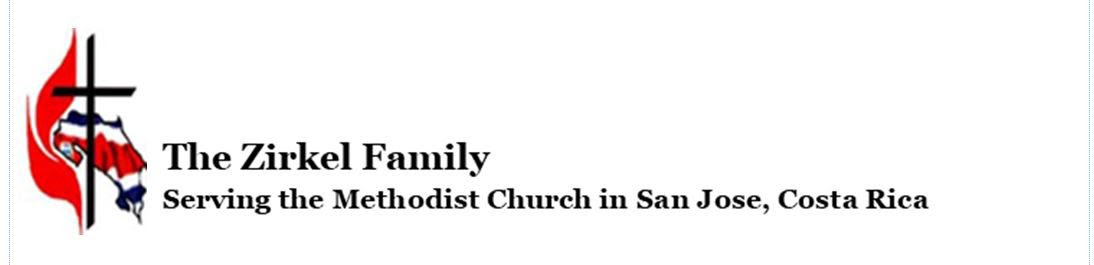 The Zirkel Family
Serving the Methodist Church in San Jose, Costa Rica